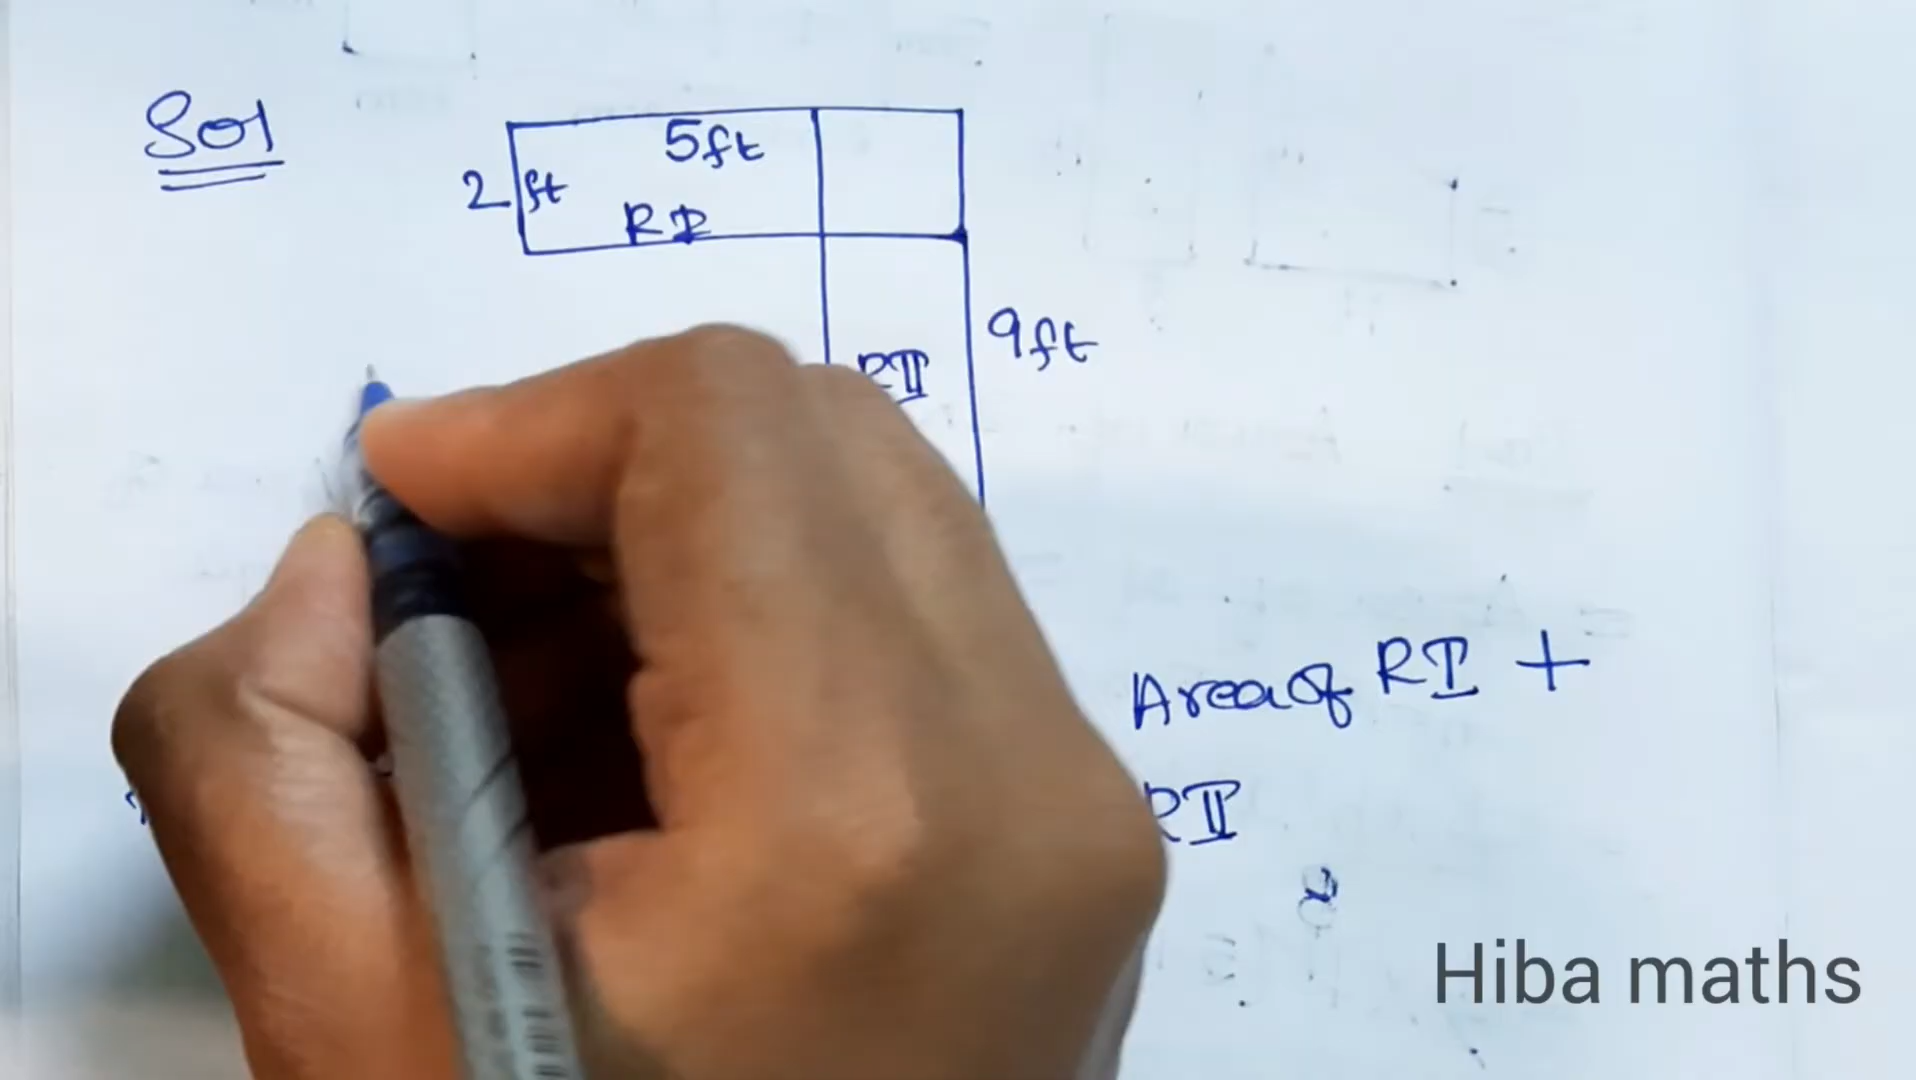 Sol
5ft
2ft
RI
9ft
RII
Area of RI +
RII
Hiba maths